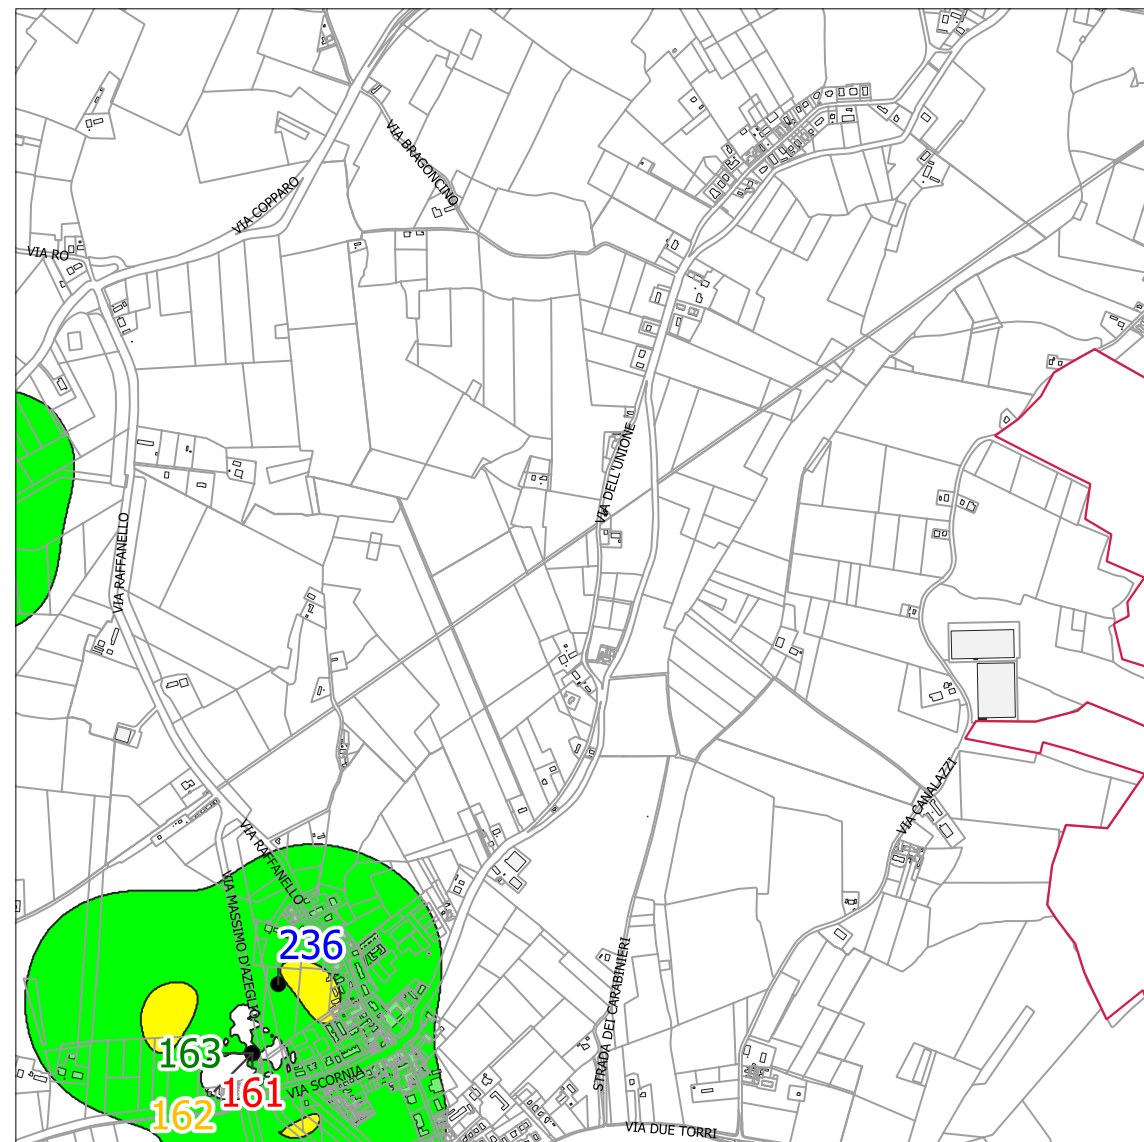 VIA BRAGONCINO
VIA COPPARO
VIA RO
VIA DELL'UNIONE
VIA RAFFANELLO
VIA CANALAZZI
VIA RAFFANELLO
VIA MASSIMO D'AZEGLIO
236
STRADA DEI CARABINIERI
163
161
VIA SCORNIA
162
VIA DUE TORRI